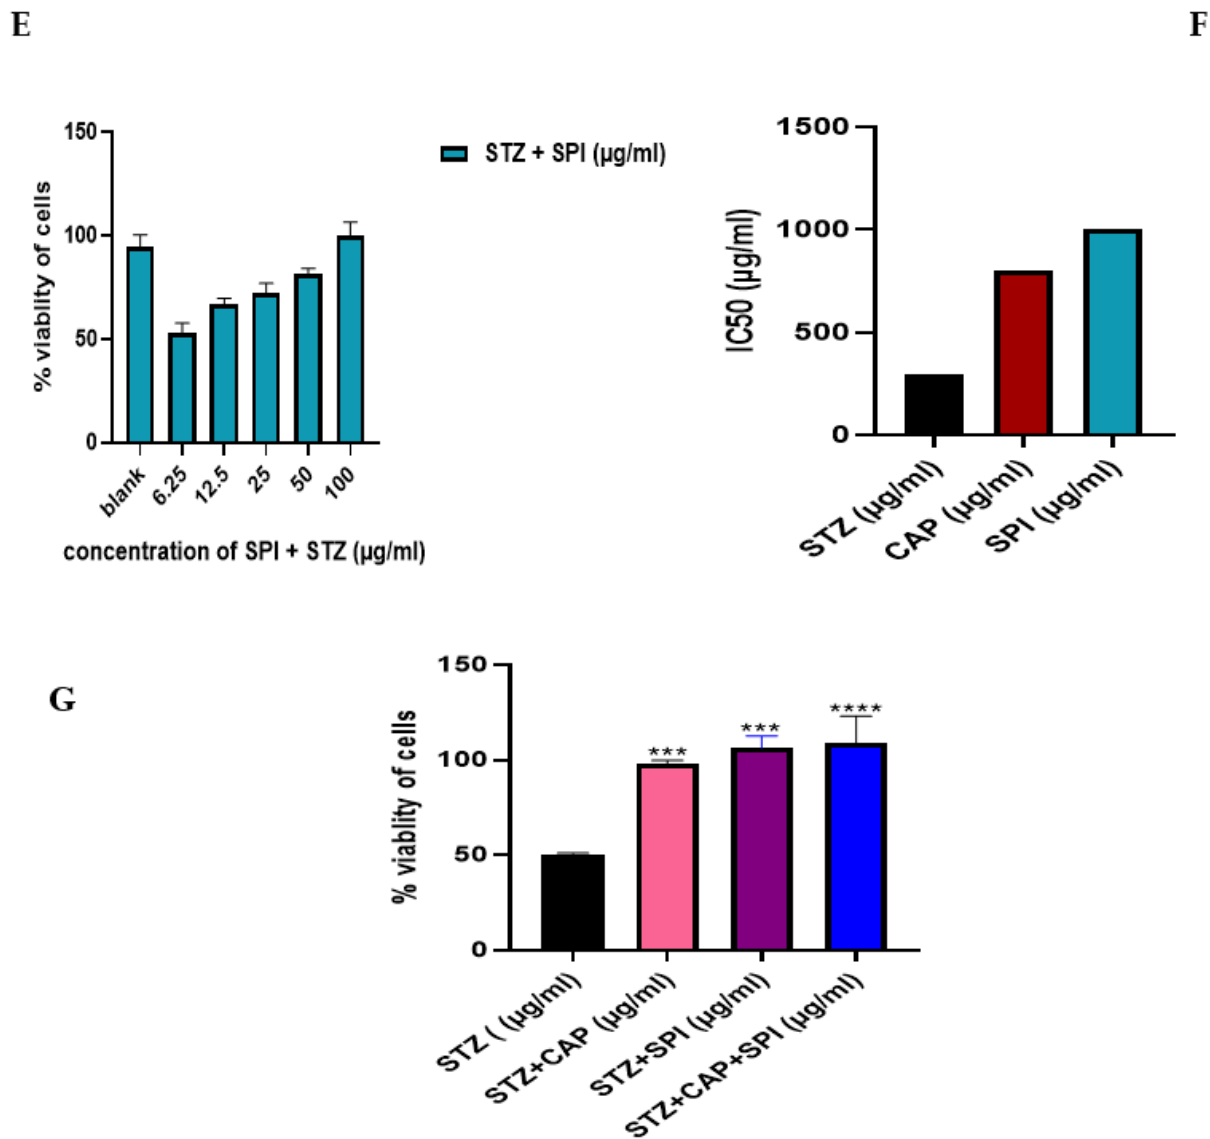 E
F
150
100
50
0
% viablity of cells
STZ + SPI (µg/ml)
blank
6.25
12.5
25
50
100
concentration of SPI + STZ (µg/ml)
1500
1000
500
0
IC50 (µg/ml)
STZ (µg/ml)
CAP (µg/ml)
SPI (µg/ml)
G
150
100
50
0
% viablity of cells
***
***
****
STZ ( (µg/ml)
STZ+CAP (µg/ml)
STZ+SPI (µg/ml)
STZ+CAP+SPI (µg/ml)